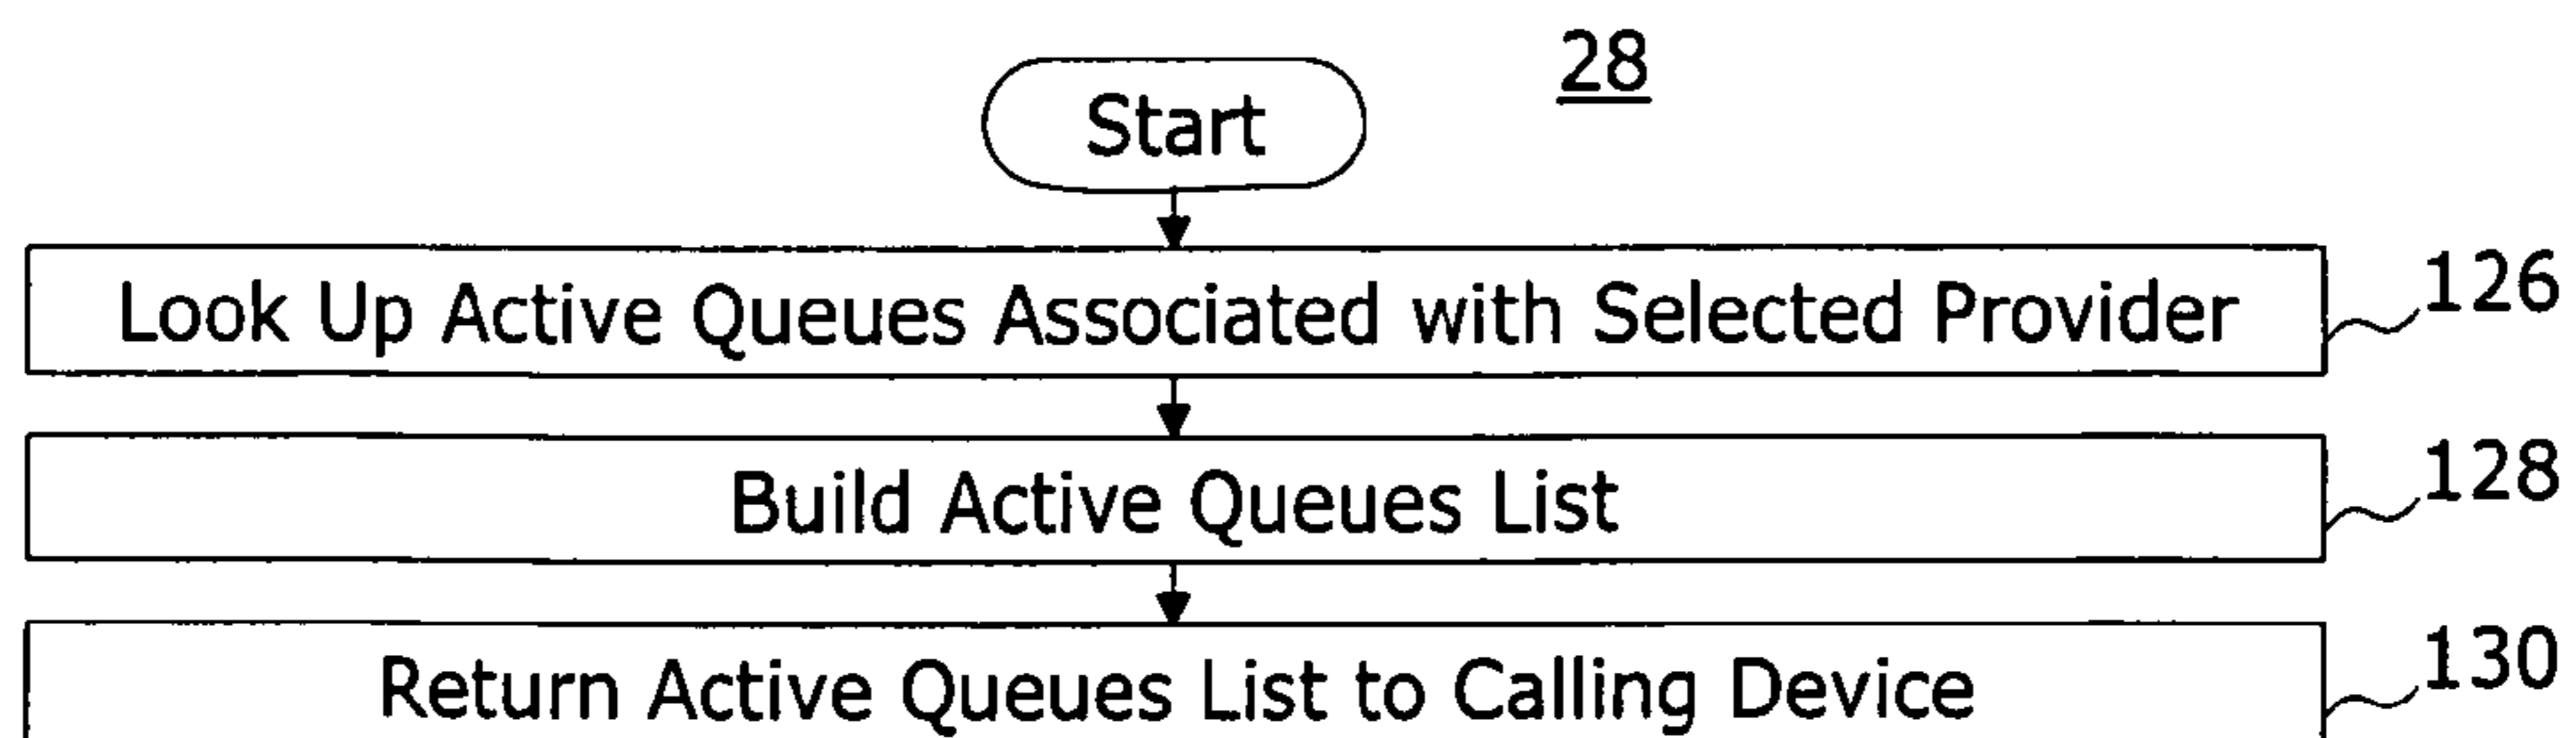 28
Start
Look Up Active Queues Associated with Selected Provider
126
Build Active Queues List
128
Return Active Queues List to Calling Device
130